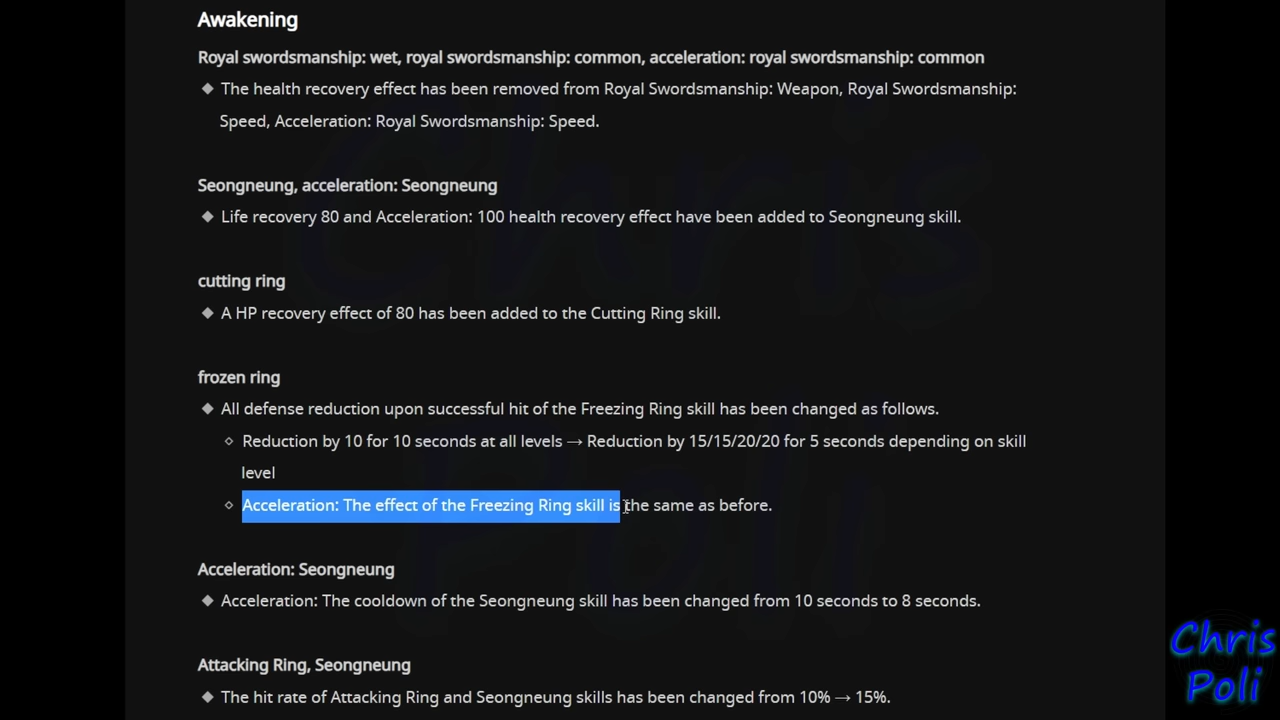 Awakening
Royal swordsmanship: wet, royal swordsmanship: common, acceleration: royal swordsmanship: common
◆ The health recovery effect has been removed from Royal Swordsmanship: Weapon, Royal Swordsmanship:
Speed, Acceleration: Royal Swordsmanship: Speed.
Seongneung, acceleration: Seongneung
◆ Life recovery 80 and Acceleration: 100 health recovery effect have been added to Seongneung skill.
cutting ring
◆ A HP recovery effect of 80 has been added to the Cutting Ring skill.
frozen ring
◆ All defense reduction upon successful hit of the Freezing Ring skill has been changed as follows.
◇ Reduction by 10 for 10 seconds at all levels → Reduction by 15/15/20/20 for 5 seconds depending on skill
level
◇ Acceleration: The effect of the Freezing Ring skill is the same as before.
Acceleration: Seongneung
◆ Acceleration: The cooldown of the Seongneung skill has been changed from 10 seconds to 8 seconds.
Attacking Ring, Seongneung
◆ The hit rate of Attacking Ring and Seongneung skills has been changed from 10% → 15%.
Chris
Poli
Chris
Poli